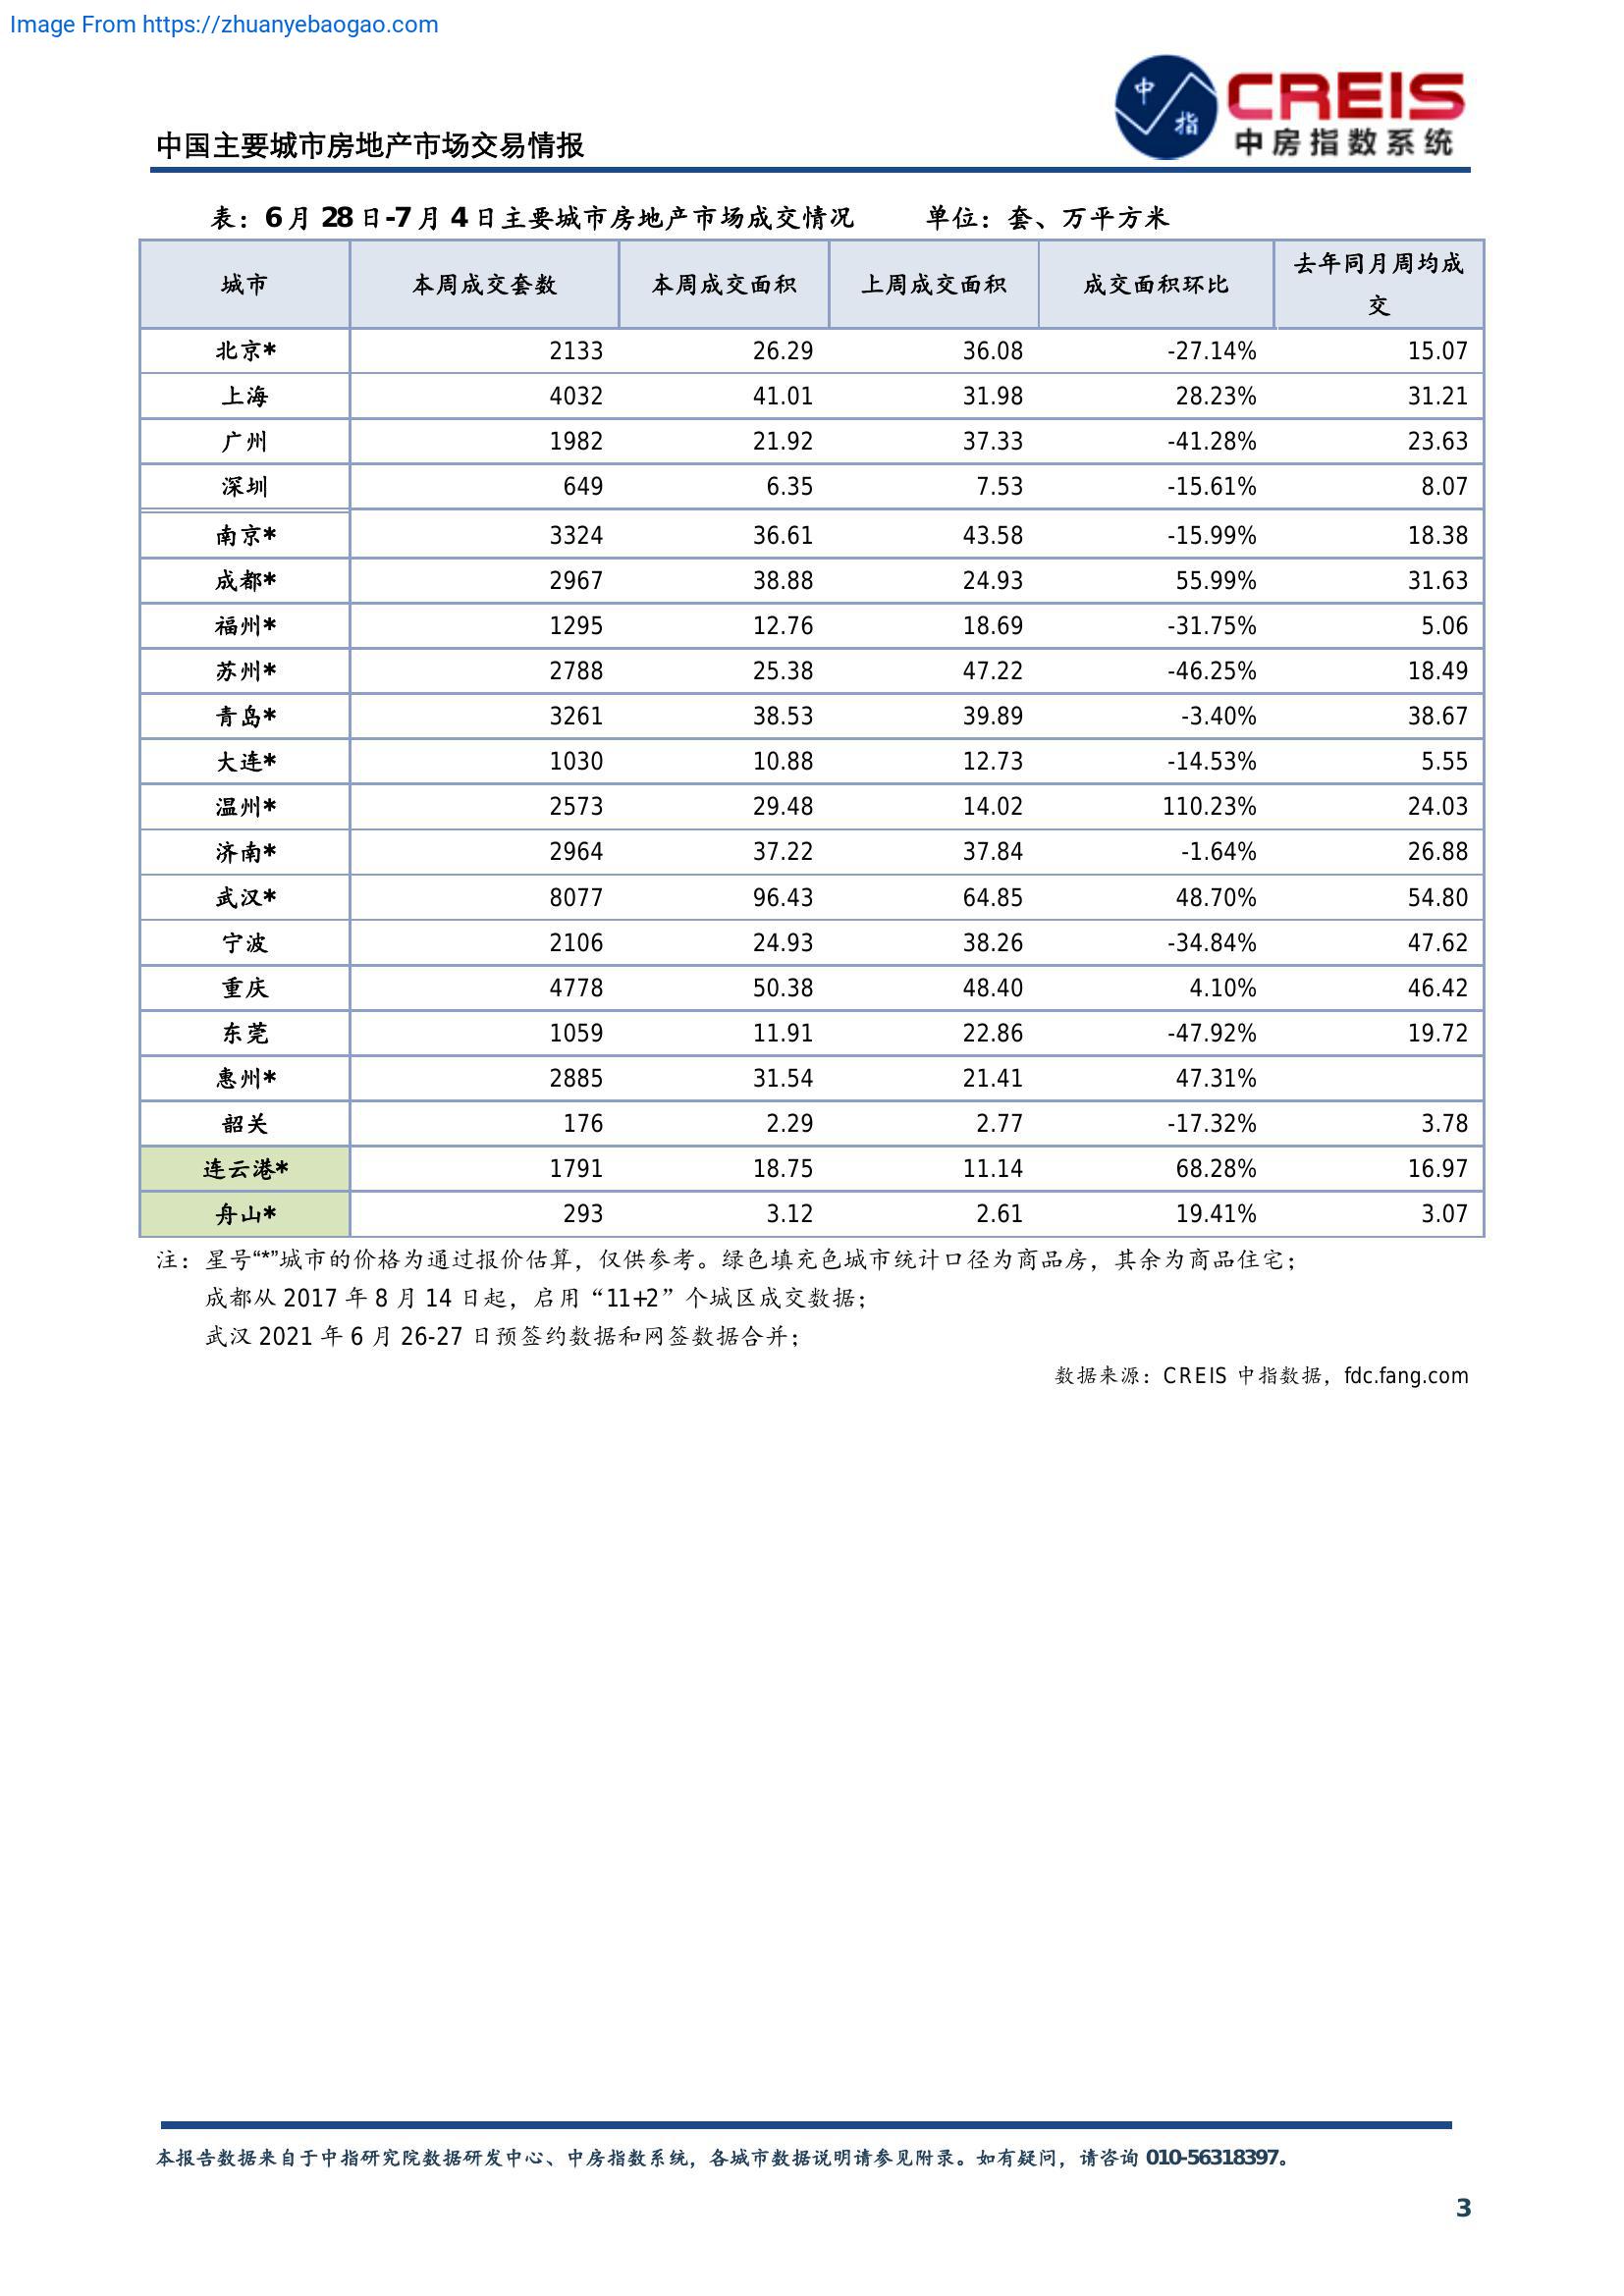 Image From https://zhuanyebaogao.com
中 指
CREIS
中房指数系统
中国主要城市房地产市场交易情报
表：6月28日-7月4日主要城市房地产市场成交情况 单位：套、万平方米
城市 本周成交套数 本周成交面积 上周成交面积 成交面积环比 去年同月周均成
交
北京* 2133 26.29 36.08 -27.14% 15.07
上海 4032 41.01 31.98 28.23% 31.21
广州 1982 21.92 37.33 -41.28% 23.63
深圳 649 6.35 7.53 -15.61% 8.07
南京* 3324 36.61 43.58 -15.99% 18.38
成都* 2967 38.88 24.93 55.99% 31.63
福州* 1295 12.76 18.69 -31.75% 5.06
苏州* 2788 25.38 47.22 -46.25% 18.49
青岛* 3261 38.53 39.89 -3.40% 38.67
大连* 1030 10.88 12.73 -14.53% 5.55
温州* 2573 29.48 14.02 110.23% 24.03
济南* 2964 37.22 37.84 -1.64% 26.88
武汉* 8077 96.43 64.85 48.70% 54.80
宁波 2106 24.93 38.26 -34.84% 47.62
重庆 4778 50.38 48.40 4.10% 46.42
东莞 1059 11.91 22.86 -47.92% 19.72
惠州* 2885 31.54 21.41 47.31%
韶关 176 2.29 2.77 -17.32% 3.78
连云港* 1791 18.75 11.14 68.28% 16.97
舟山* 293 3.12 2.61 19.41% 3.07
注：星号“*”城市的价格为通过报价估算，仅供参考。绿色填充色城市统计口径为商品房，其余为商品住宅；
成都从 2017 年 8 月 14 日起，启用“11+2”个城区成交数据；
武汉 2021 年 6 月 26-27 日预签约数据和网签数据合并；
数据来源：CREIS 中指数据，fdc.fang.com
本报告数据来自于中指研究院数据研发中心、中房指数系统，各城市数据说明请参见附录。如有疑问，请咨询 010-56318397。
3